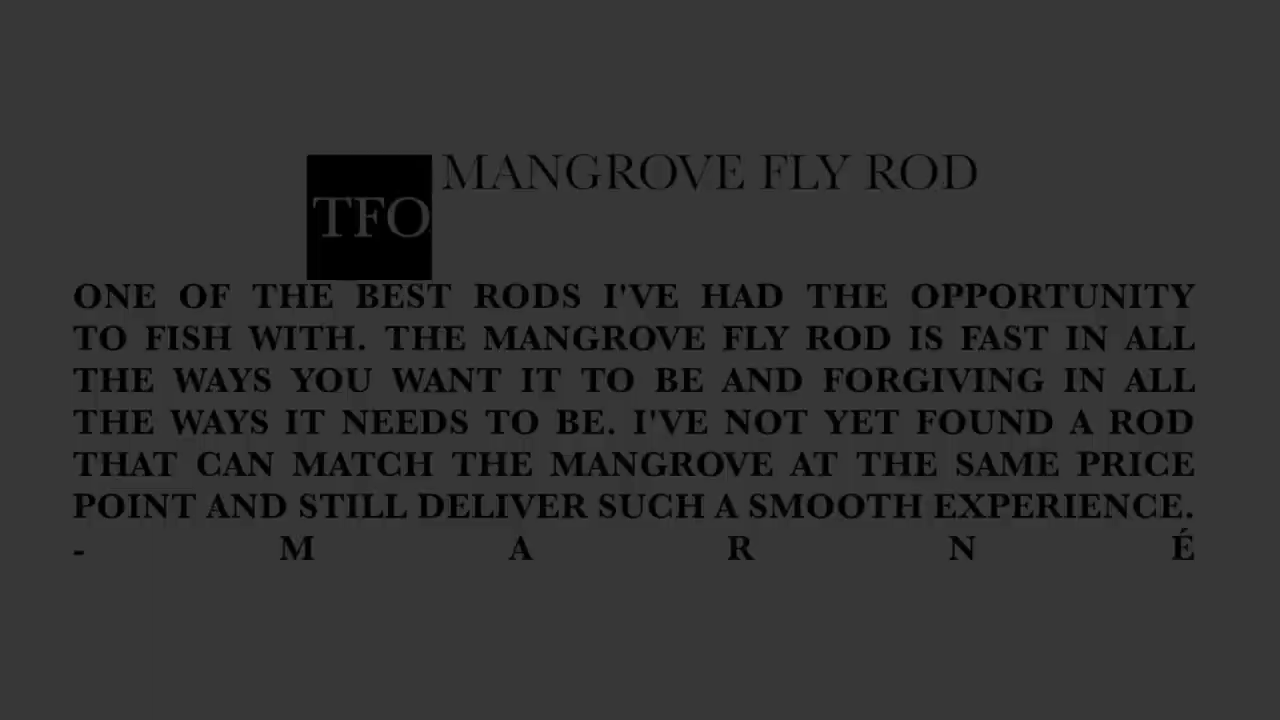 MANGROVE FLY ROD
TFO
ONE OF THE BEST RODS I'VE HAD THE OPPORTUNITY
TO FISH WITH. THE MANGROVE FLY ROD IS FAST IN ALL
THE WAYS YOU WANT IT TO BE AND FORGIVING IN ALL
THE WAYS IT NEEDS TO BE. I'VE NOT YET FOUND A ROD
THAT CAN MATCH THE MANGROVE AT THE SAME PRICE
POINT AND STILL DELIVER SUCH A SMOOTH EXPERIENCE.
- M A R N É